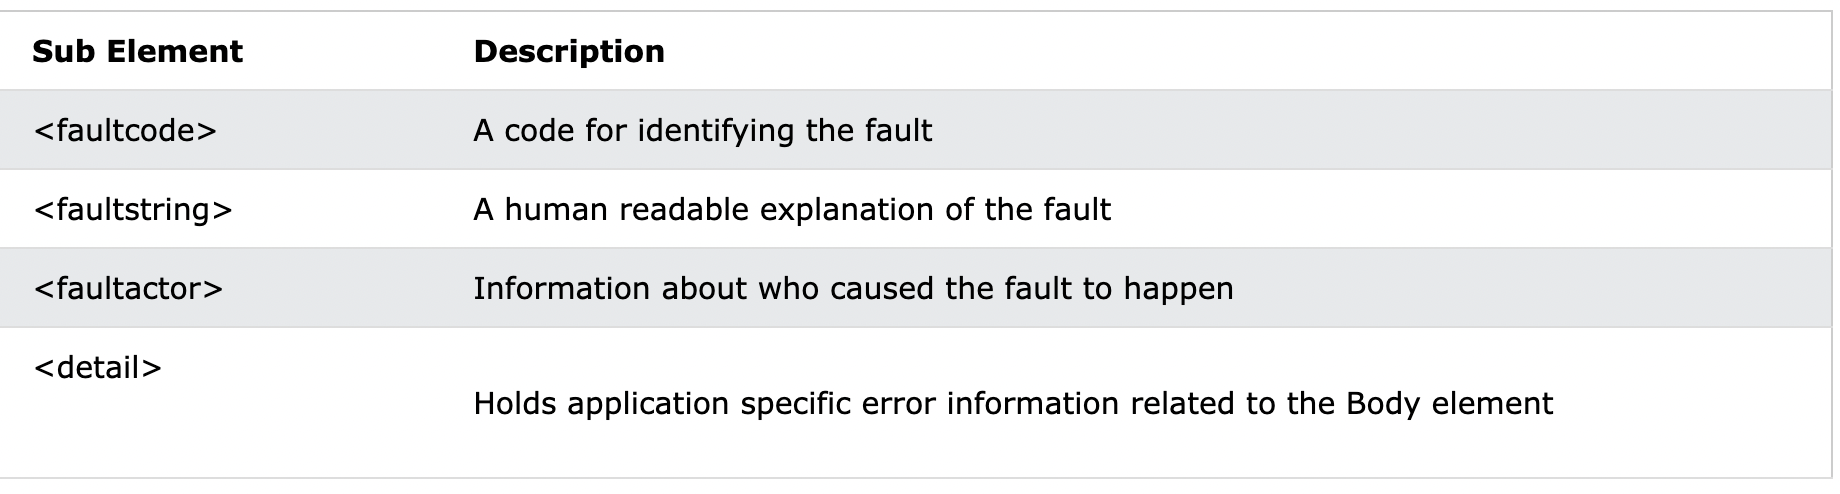 Sub Element Description
<faultcode> A code for identifying the fault
<faultstring> A human readable explanation of the fault
<faultactor> Information about who caused the fault to happen
<detail>
Holds application specific error information related to the Body element